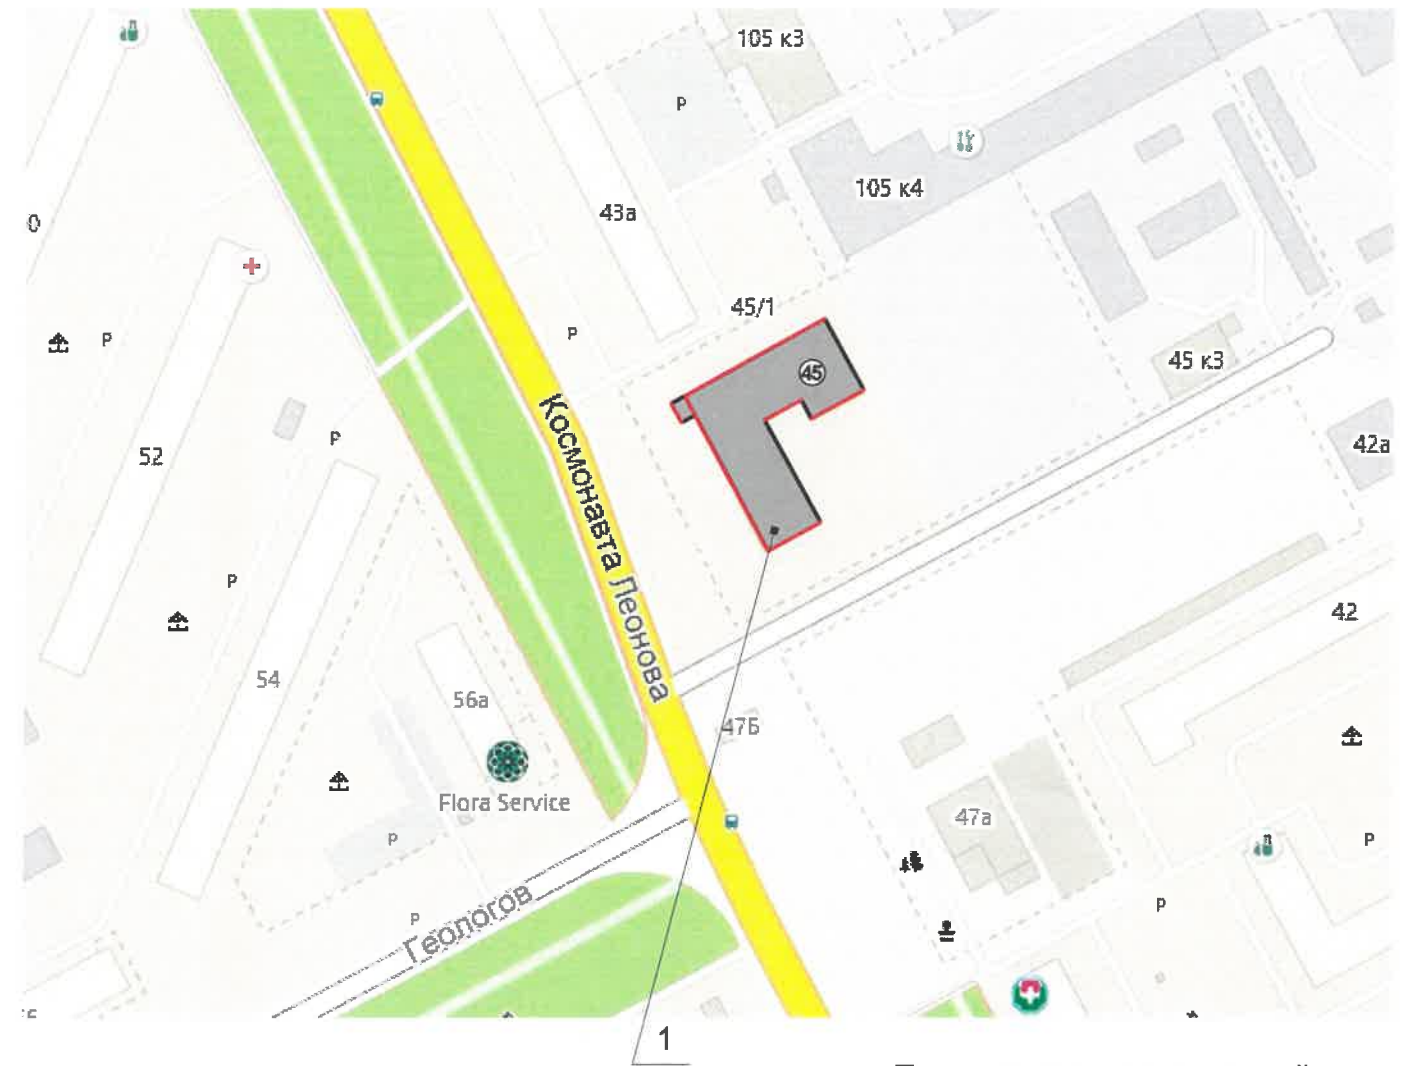 105 к3
P
105 к4
43а
0
45/1
P
P
45
45 к3
Космонавта Леонова
P
52
42а
P
42
54
56а
47Б
Flora Service
47а
P
P
P
P
Геологов
1